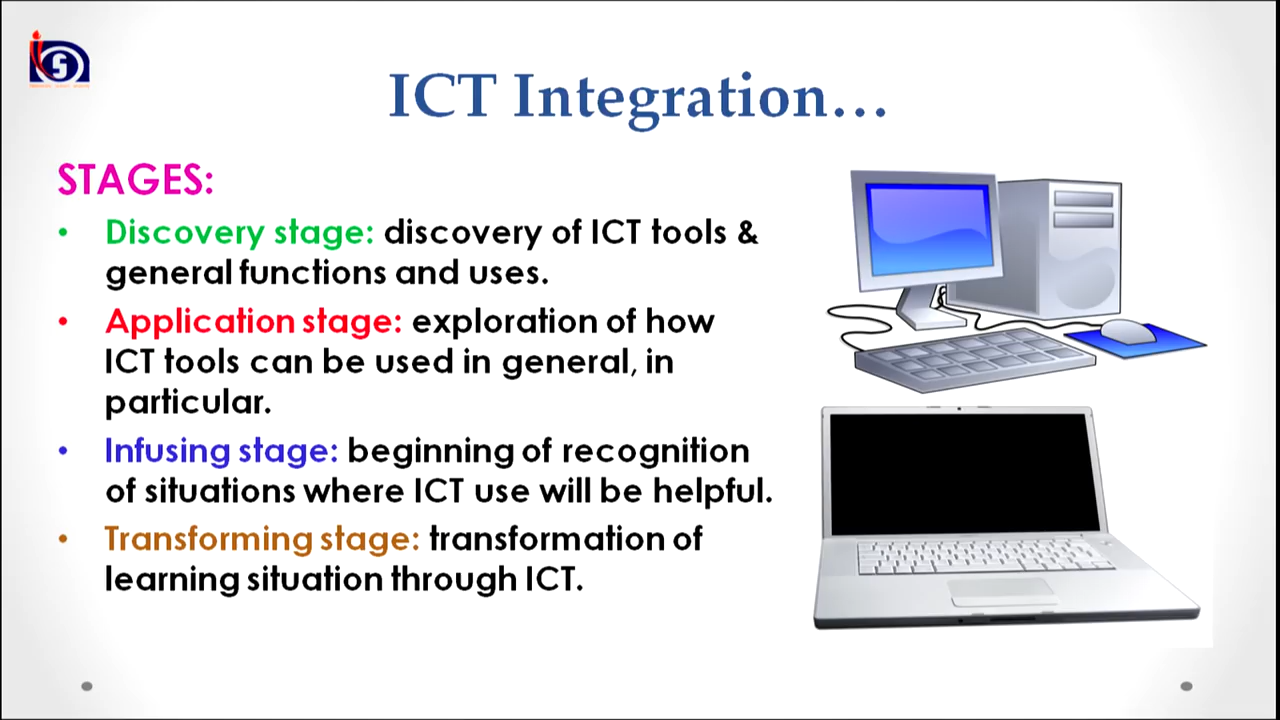 ICT Integration...
STAGES:
• Discovery stage: discovery of ICT tools &
general functions and uses.
• Application stage: exploration of how
ICT tools can be used in general, in
particular.
• Infusing stage: beginning of recognition
of situations where ICT use will be helpful.
• Transforming stage: transformation of
learning situation through ICT.